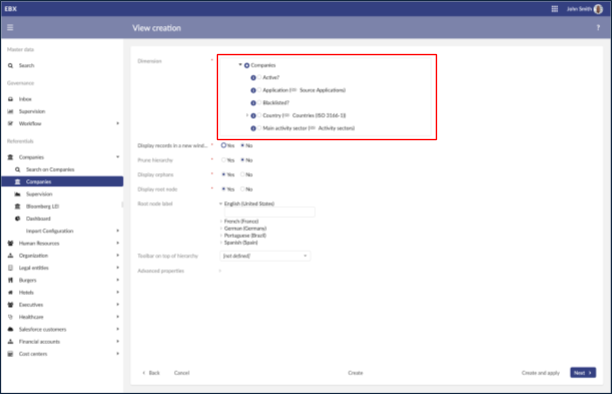 EBX
John Smith
View creation
?
Master data
Search
Governance
Inbox
Supervision
Workflow
Referentials
Companies
Search on Companies
Companies
Supervision
Bloomberg LEI
Dashboard
Import Configuration
Human Resources
Organization
Legal entities
Burgers
Hotels
Executives
Healthcare
Salesforce customers
Financial accounts
Cost centers
Dimension *
Companies
Active?
Application ( Source Applications)
Blacklisted?
Country ( Countries (ISO 3166-1))
Main activity sector ( Activity sectors)
Display records in a new wind... * Yes No
Prune hierarchy * Yes No
Display orphans * Yes No
Display root node * Yes No
Root node label
English (United States)
French (France)
German (Germany)
Portuguese (Brazil)
Spanish (Spain)
Toolbar on top of hierarchy [not defined]
Advanced properties
Back Cancel Create Create and apply Next